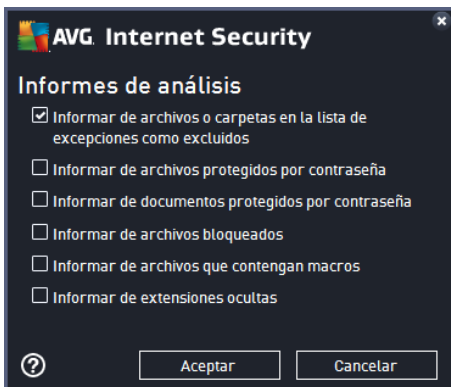 AVG Internet Security
Informes de análisis
Informar de archivos o carpetas en la lista de
excepciones como excluidos
Informar de archivos protegidos por contraseña
Informar de documentos protegidos por contraseña
Informar de archivos bloqueados
Informar de archivos que contengan macros
Informar de extensiones ocultas
? Aceptar Cancelar